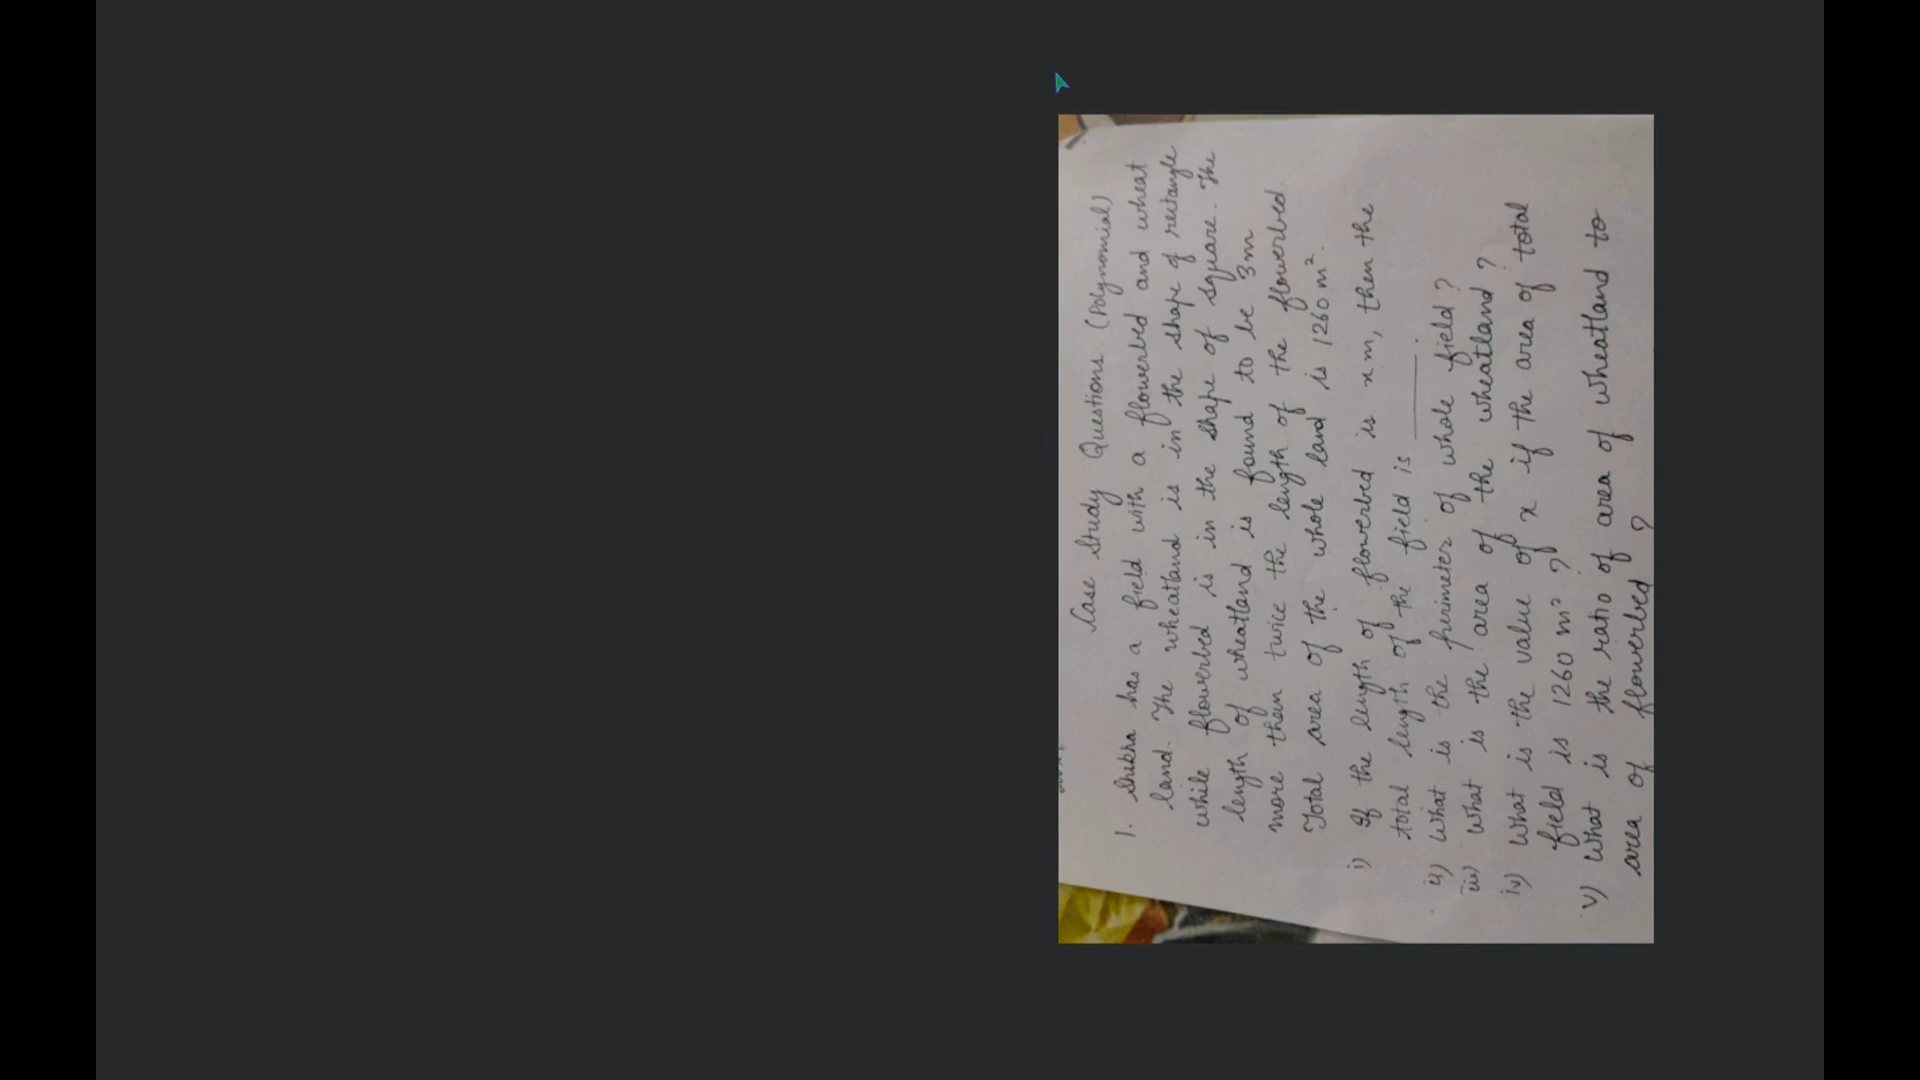 Case Study Questions (Polynomial)
1. Shikha has a field with a flowerbed and wheat
land. The wheatland is in the shape of rectangle
while flowerbed is in the shape of square. The
length of wheatland is found to be 3m
more than twice the length of the flowerbed.
Total area of the whole land is 1260 m².
i) If the length of flowerbed is x m, then the
total length of the field is ______.
ii) What is the perimeter of whole field?
iii) What is the area of the wheatland?
iv) What is the value of x if the area of total
field is 1260 m²?
v) What is the ratio of area of wheatland to
area of flowerbed?